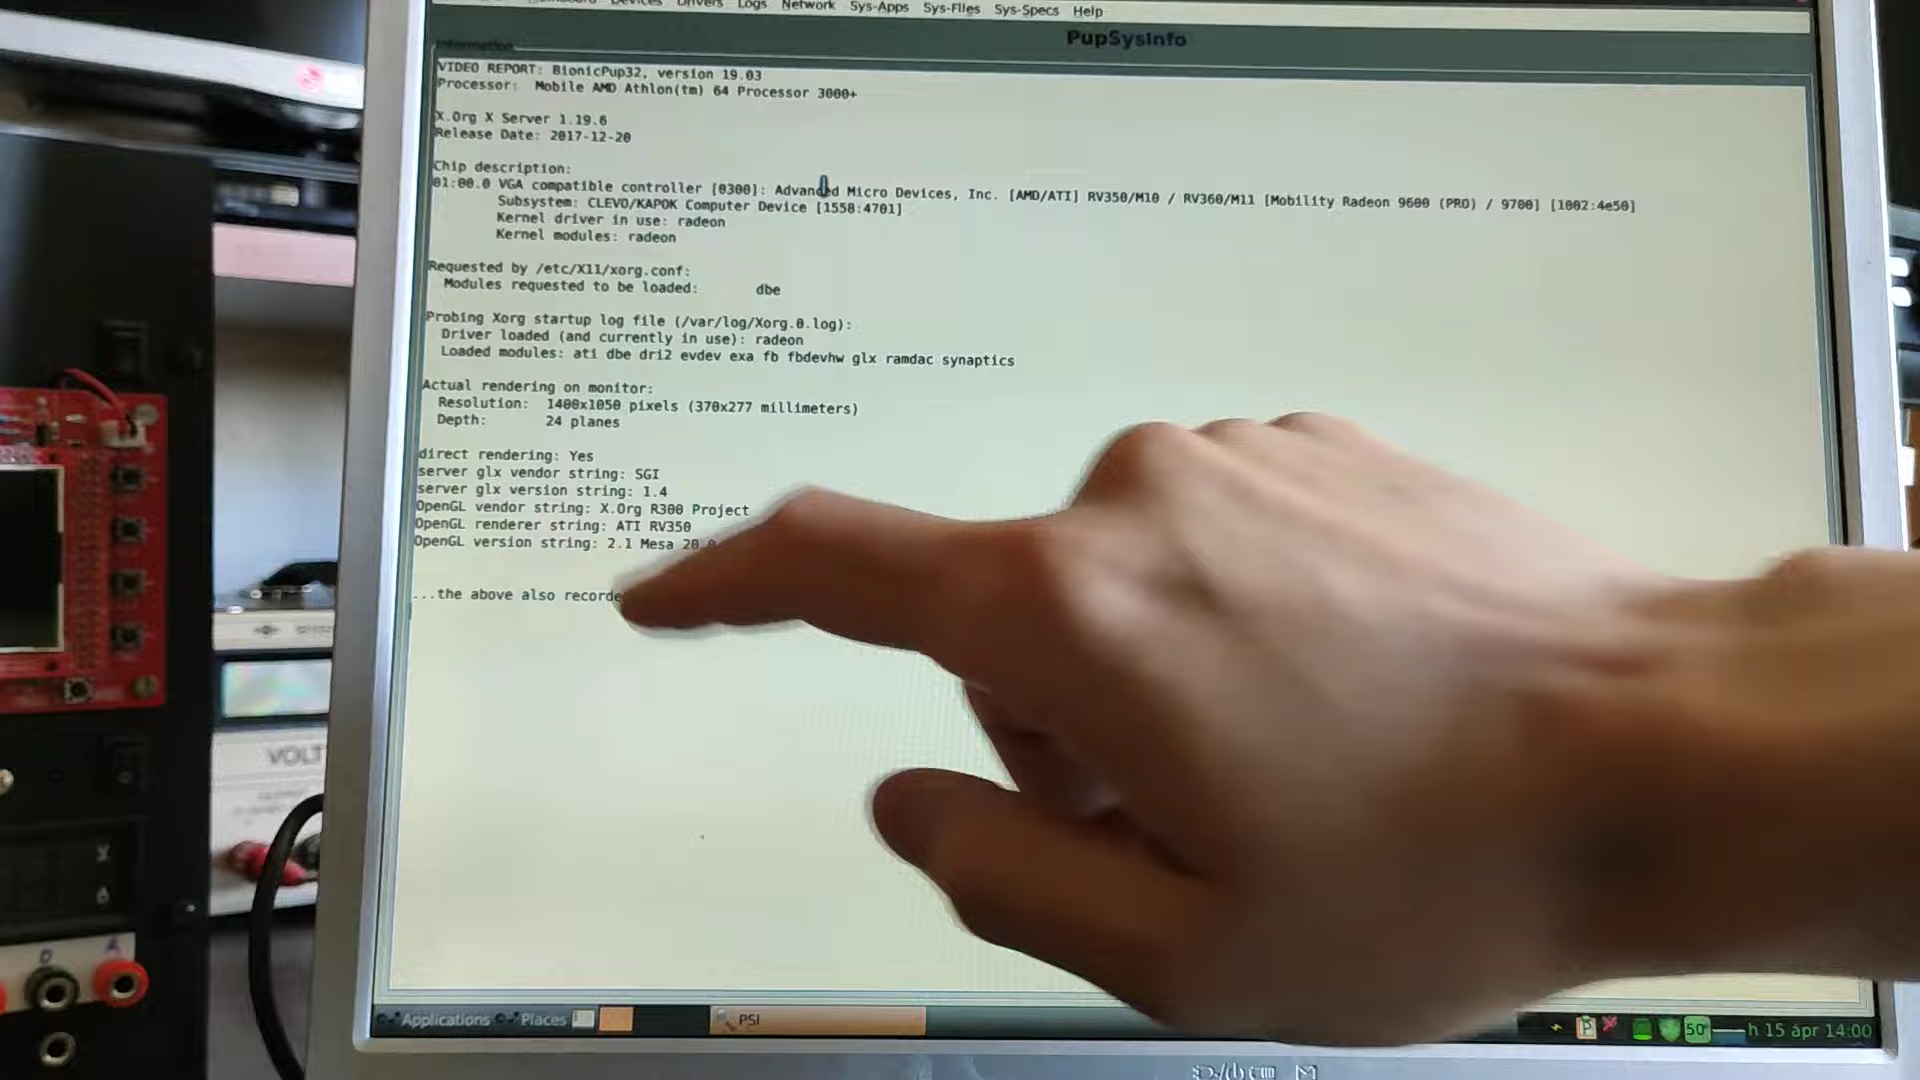 Devices Drivers Logs Network Sys-Apps Sys-Files Sys-Specs Help
PupSysInfo
Information
VIDEO REPORT: BionicPup32, version 19.03
Processor: Mobile AMD Athlon(tm) 64 Processor 3000+
X.Org X Server 1.19.6
Release Date: 2017-12-20
Chip description:
01:00.0 VGA compatible controller [0300]: Advanced Micro Devices, Inc. [AMD/ATI] RV350/M10 / RV360/M11 [Mobility Radeon 9600 (PRO) / 9700] [1002:4e50]
Subsystem: CLEVO/KAPOK Computer Device [1558:4701]
Kernel driver in use: radeon
Kernel modules: radeon
Requested by /etc/X11/xorg.conf:
Modules requested to be loaded: dbe
Probing Xorg startup log file (/var/log/Xorg.0.log):
Driver loaded (and currently in use): radeon
Loaded modules: ati dbe dri2 evdev exa fb fbdevhw glx ramdac synaptics
Actual rendering on monitor:
Resolution: 1400x1050 pixels (370x277 millimeters)
Depth: 24 planes
direct rendering: Yes
server glx vendor string: SGI
server glx version string: 1.4
OpenGL vendor string: X.Org R300 Project
OpenGL renderer string: ATI RV350
OpenGL version string: 2.1 Mesa 20
...the above also recorde
VOLT
V
A
Applications Places PSI
P 50° h 15 ápr 14:00